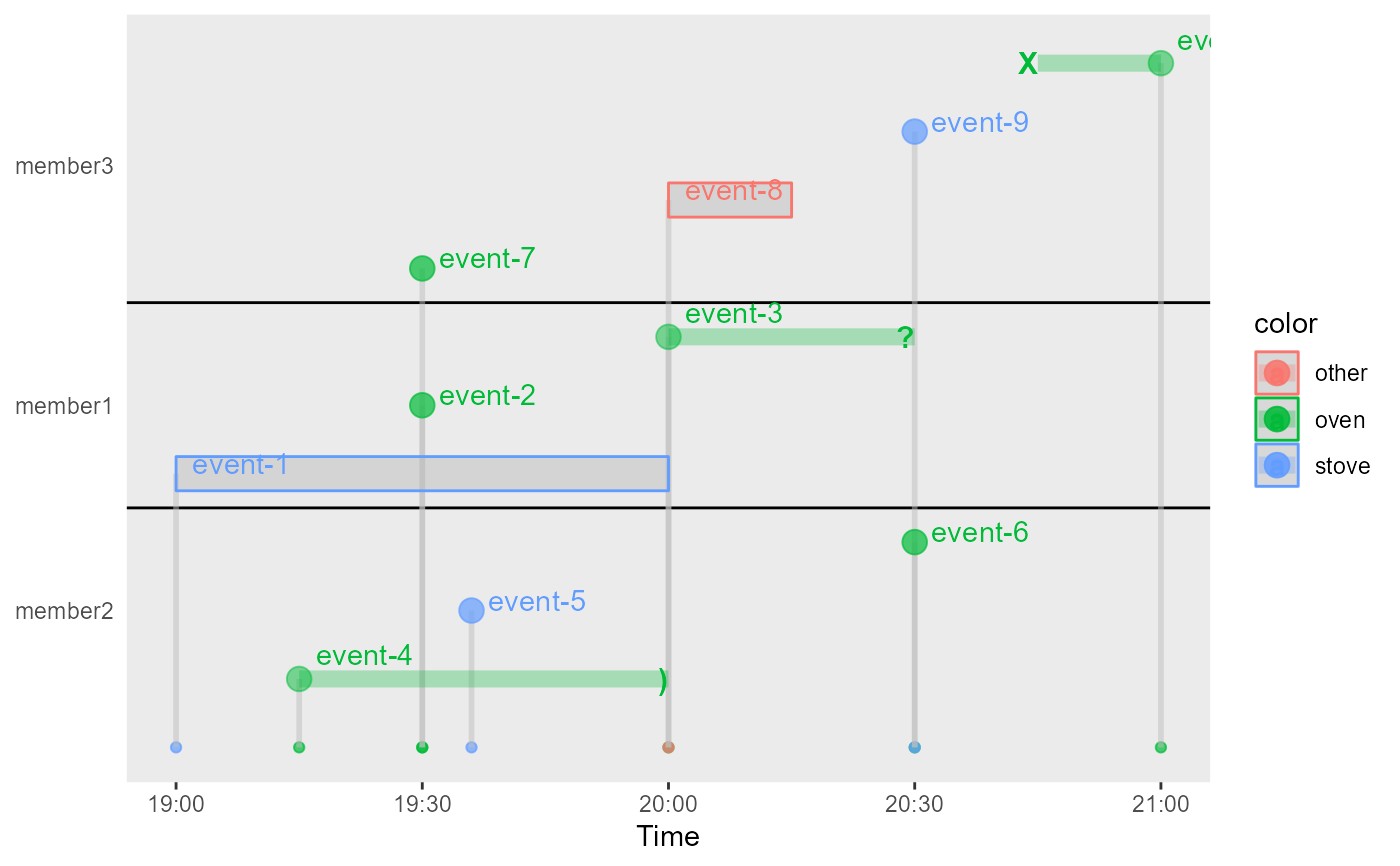 eve
X
event-9
member3
event-8
event-7
event-3
?
event-2
member1
event-1
event-6
member2
event-5
event-4
)
19:00 19:30 20:00 20:30 21:00
Time
color
other
oven
stove